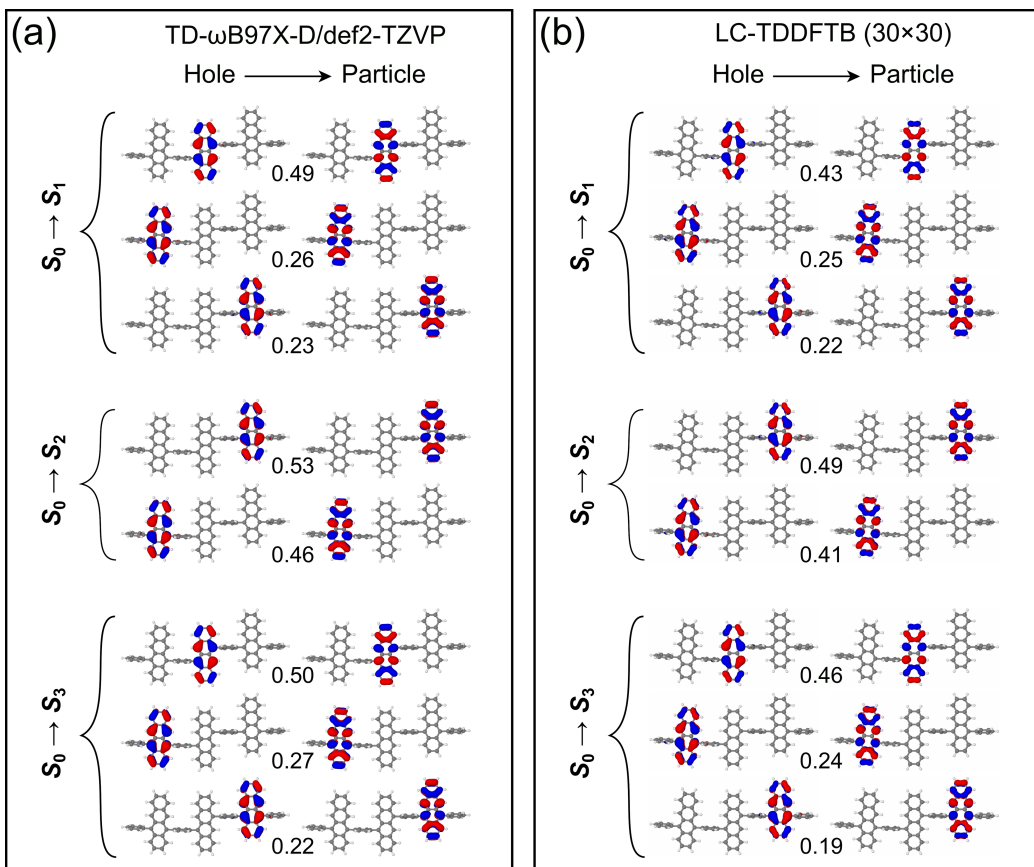 (a)
TD-ωB97X-D/def2-TZVP
Hole → Particle
S0 → S1
0.49
0.26
0.23
S0 → S2
0.53
0.46
S0 → S3
0.50
0.27
0.22
(b)
LC-TDDFTB (30×30)
Hole → Particle
S0 → S1
0.43
0.25
0.22
S0 → S2
0.49
0.41
S0 → S3
0.46
0.24
0.19